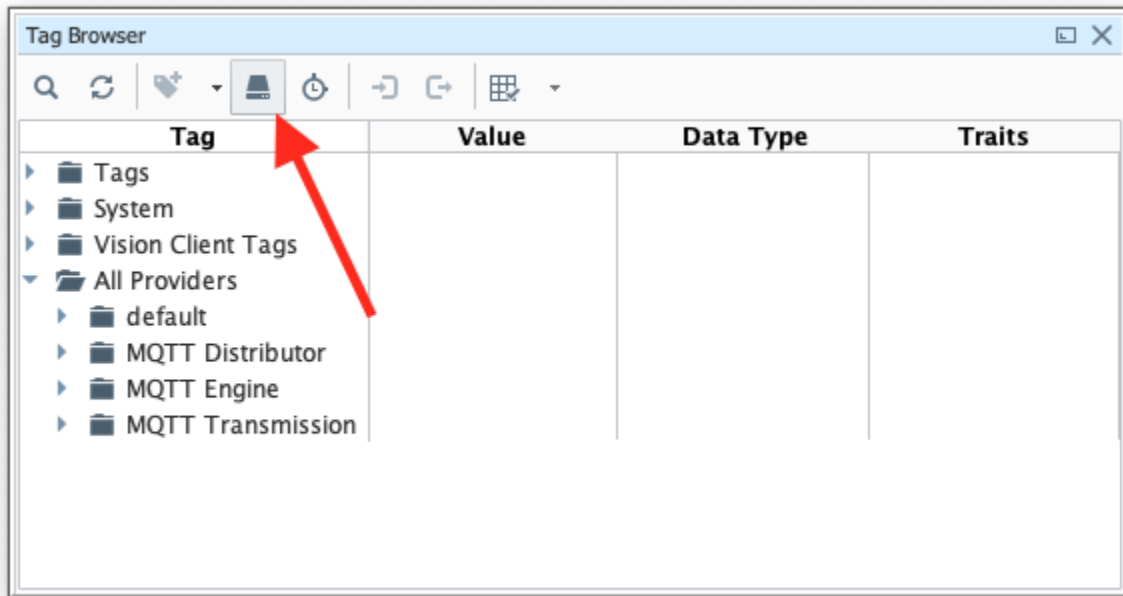 Tag Browser
Tag Value Data Type Traits
Tags
System
Vision Client Tags
All Providers
default
MQTT Distributor
MQTT Engine
MQTT Transmission